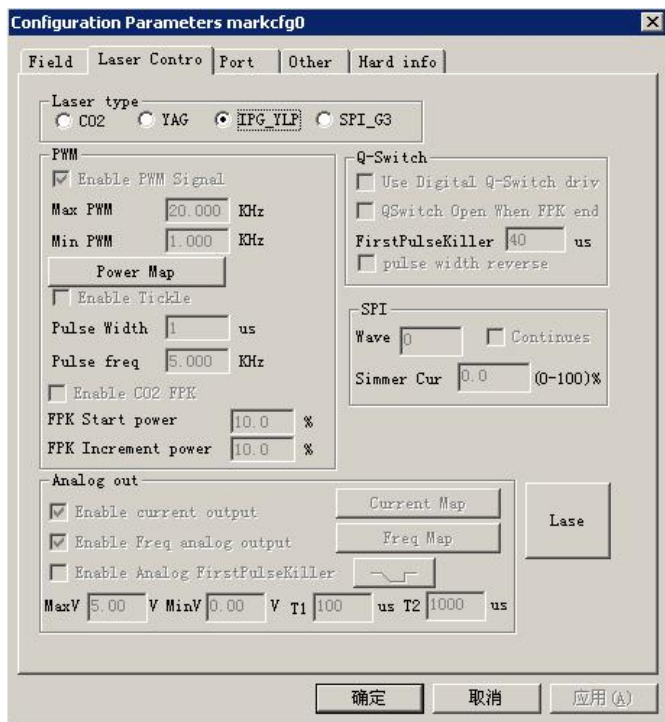 Configuration Parameters markcfg0
Field Laser Contro Port Other Hard info
Laser type
CO2 YAG IPG_YLP SPI_G3
PWM
Enable PWM Signal
Max PWM 20.000 KHz
Min PWM 1.000 KHz
Power Map
Enable Tickle
Pulse Width 1 us
Pulse freq 5.000 KHz
Enable CO2 FPK
FPK Start power 10.0 %
FPK Increment power 10.0 %
Q-Switch
Use Digital Q-Switch driv
QSwitch Open When FPK end
FirstPulseKiller 40 us
pulse width reverse
SPI
Wave 0 Continues
Simmer Cur 0.0 (0-100)%
Analog out
Enable current output Current Map
Enable Freq analog output Freq Map
Enable Analog FirstPulseKiller
MaxV 5.00 V MinV 0.00 V T1 100 us T2 1000 us
Lase
确定 取消 应用(A)